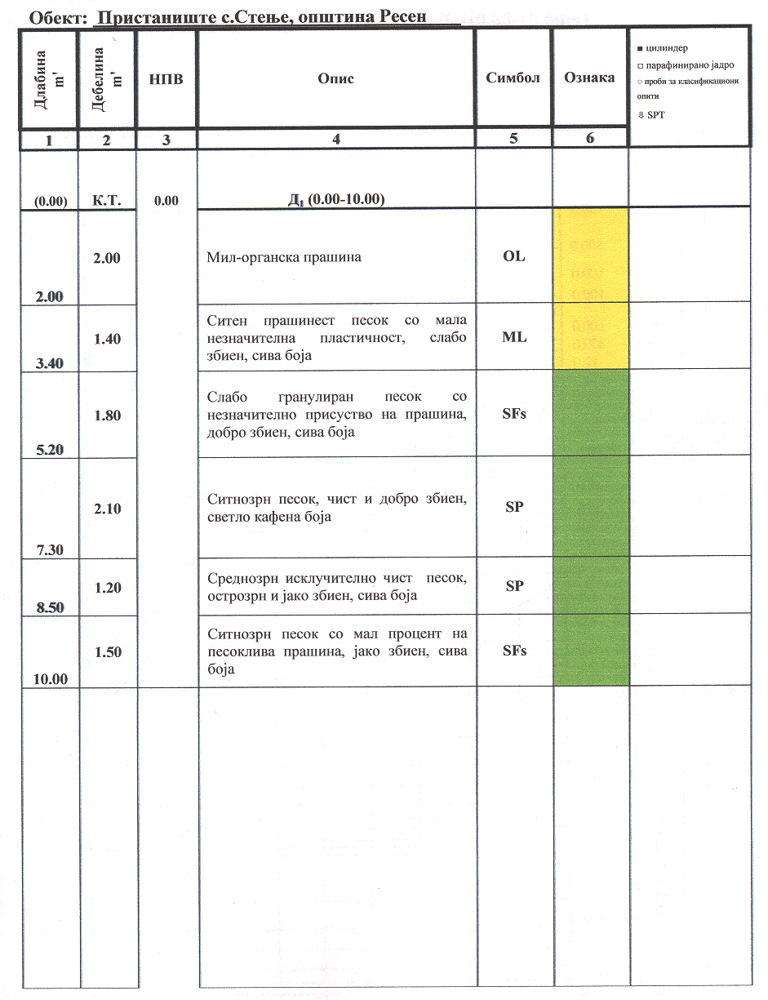 Обект: Пристаниште с.Стење, општина Ресен
Длабина m'
Дебелина m'
НПВ
Опис
Симбол
Ознака
■ цилиндер
□ парафинирано јадро
○ проби за класификациони
опити
⇩ SPT
1 2 3 4 5 6
(0.00) К.Т. 0.00 Д₁ (0.00-10.00)
2.00 Мил-органска прашина OL
2.00
Ситен прашинест песок со мала
1.40 незначителна пластичност, слабо ML
збиен, сива боја
3.40
Слабо гранулиран песок со
1.80 незначително присуство на прашина, SFs
добро збиен, сива боја
5.20
Ситнозрн песок, чист и добро збиен,
2.10 SP
светло кафена боја
7.30
Среднозрн исклучително чист песок,
1.20 SP
острозрн и јако збиен, сива боја
8.50
Ситнозрн песок со мал процент на
1.50 песоклива прашина, јако збиен, сива SFs
боја
10.00